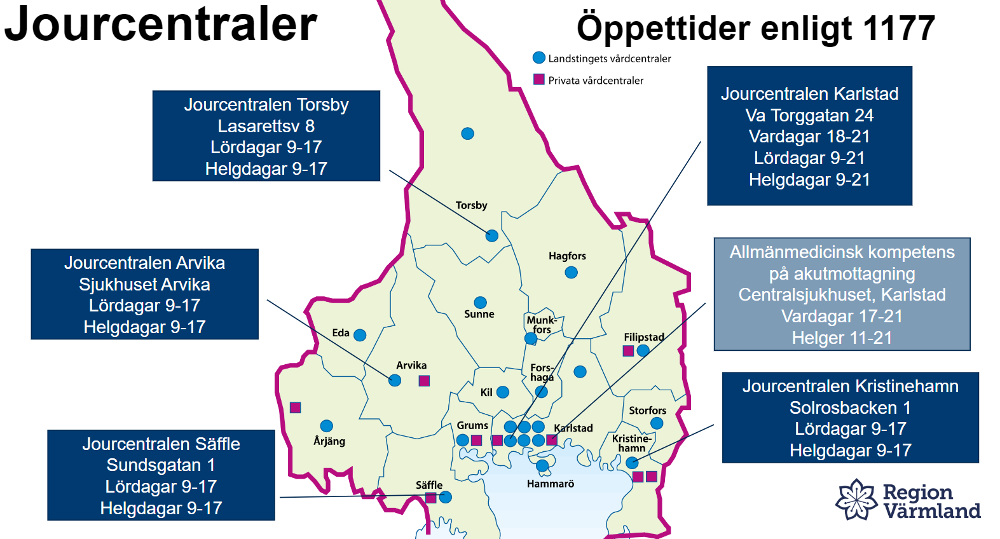 Jourcentraler
Öppettider enligt 1177
Landstingets vårdcentraler
Privata vårdcentraler
Jourcentralen Torsby
Lasarettsv 8
Lördagar 9-17
Helgdagar 9-17
Jourcentralen Karlstad
Va Torggatan 24
Vardagar 18-21
Lördagar 9-21
Helgdagar 9-21
Jourcentralen Arvika
Sjukhuset Arvika
Lördagar 9-17
Helgdagar 9-17
Allmänmedicinsk kompetens
på akutmottagning
Centralsjukhuset, Karlstad
Vardagar 17-21
Helger 11-21
Jourcentralen Kristinehamn
Solrosbacken 1
Lördagar 9-17
Helgdagar 9-17
Jourcentralen Säffle
Sundsgatan 1
Lördagar 9-17
Helgdagar 9-17
Torsby
Hagfors
Sunne
Munk-
fors
Eda
Filipstad
Arvika
Fors-
haga
Kil
Storfors
Grums
Karlstad
Årjäng
Kristine-
hamn
Säffle
Hammarö
Region
Värmland